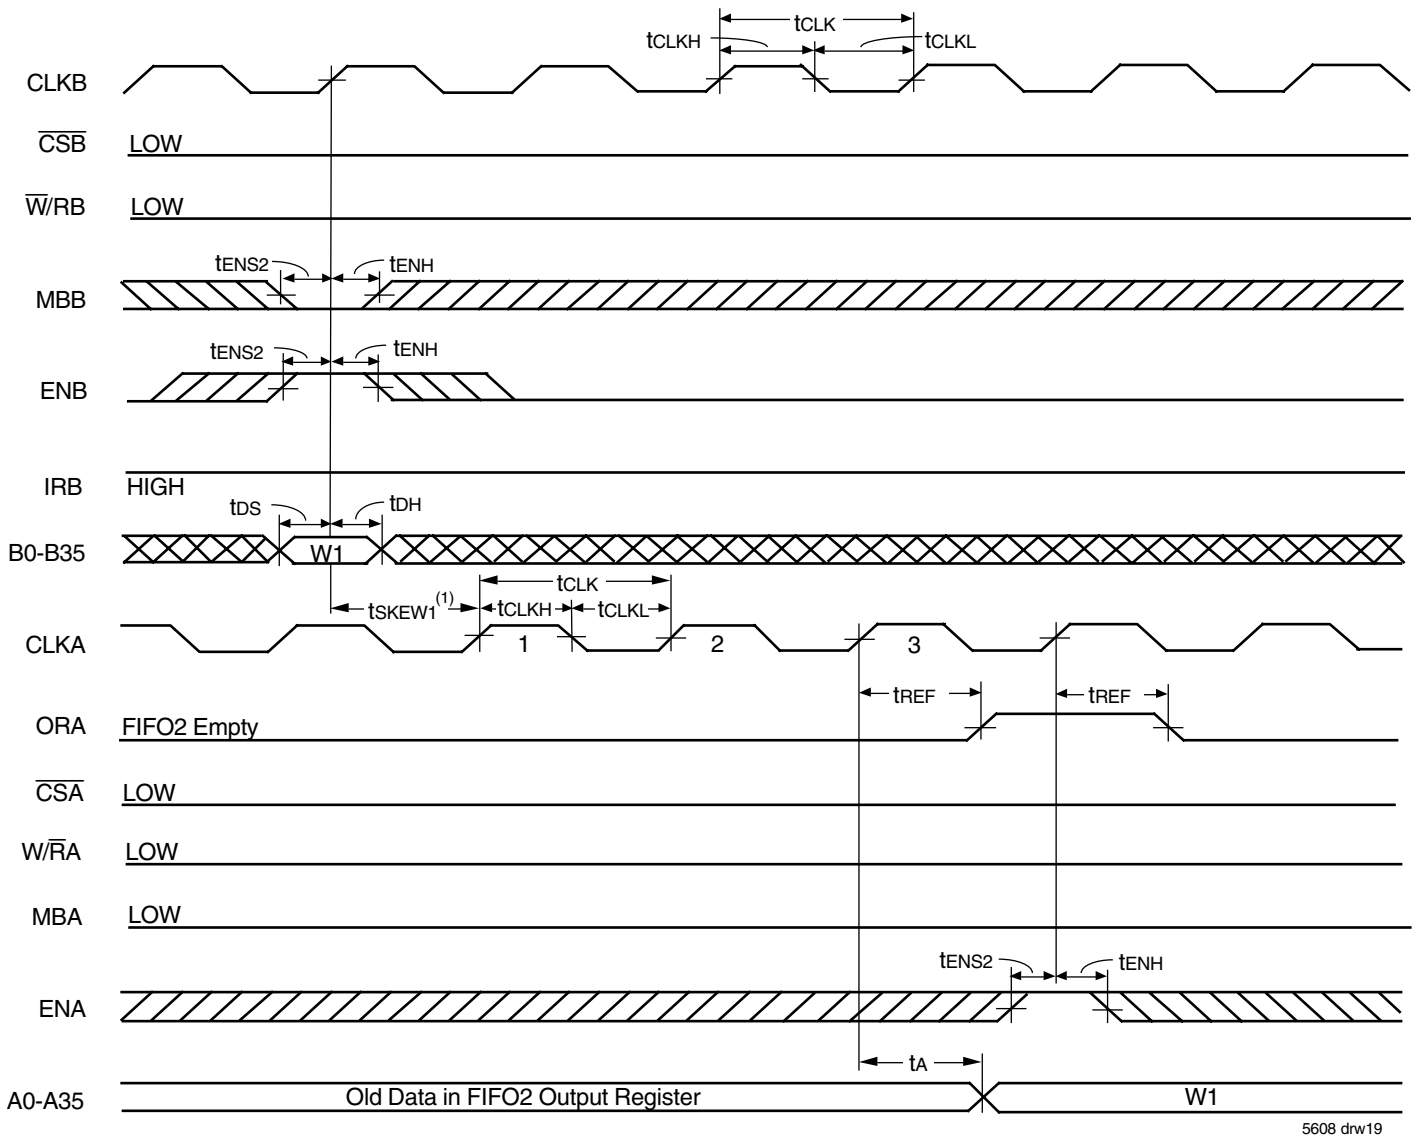 tCLK
tCLKH
tCLKL
CLKB
CSB
LOW
W/RB
LOW
tENS2
tENH
MBB
tENS2
tENH
ENB
IRB
HIGH
tDS
tDH
B0-B35
W1
tCLK
tSKEW1(1)
tCLKH
tCLKL
CLKA
1
2
3
tREF
tREF
ORA
FIFO2 Empty
CSA
LOW
W/RA
LOW
MBA
LOW
tENS2
tENH
ENA
tA
A0-A35
Old Data in FIFO2 Output Register
W1
5608 drw19